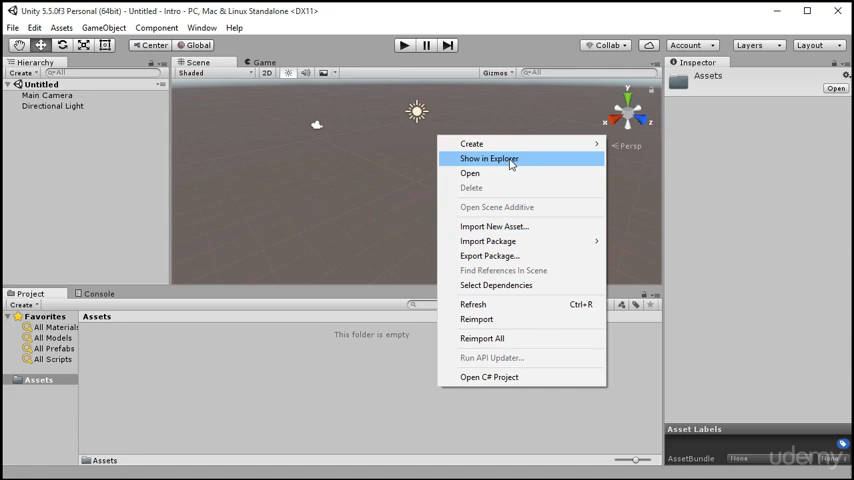 Unity 5.5.0f3 Personal (64bit) - Untitled - Intro - PC, Mac & Linux Standalone <DX11>
File Edit Assets GameObject Component Window Help
Center Global Collab Account Layers Layout
Hierarchy Scene Game Inspector
Create All Shaded 2D Gizmos All Assets
Open
Untitled
Main Camera
Directional Light
y
x z
Persp
Create
Show in Explorer
Open
Delete
Open Scene Additive
Import New Asset...
Import Package
Export Package...
Find References In Scene
Select Dependencies
Refresh Ctrl+R
Reimport
Reimport All
Run API Updater...
Open C# Project
Project Console
Create
Favorites
All Materials
All Models
All Prefabs
All Scripts
Assets
Assets
This folder is empty
Assets
Asset Labels
AssetBundle None None
udemy